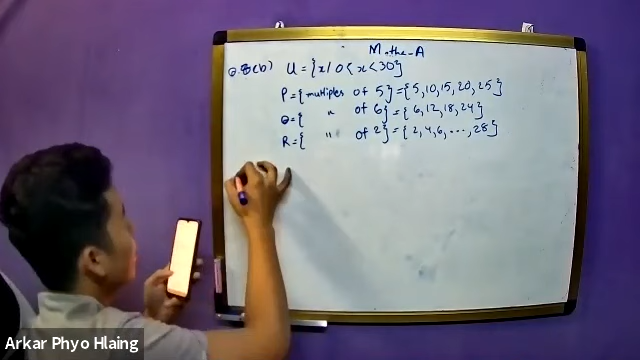 Maths-A
U = {x/0<x<30}
P={multiples of 5}={5,10,15,20,25}
θ={ " of 6}={6,12,18,24}
R={ " of 2}={2,4,6,...,28}
Arkar Phyo Hlaing